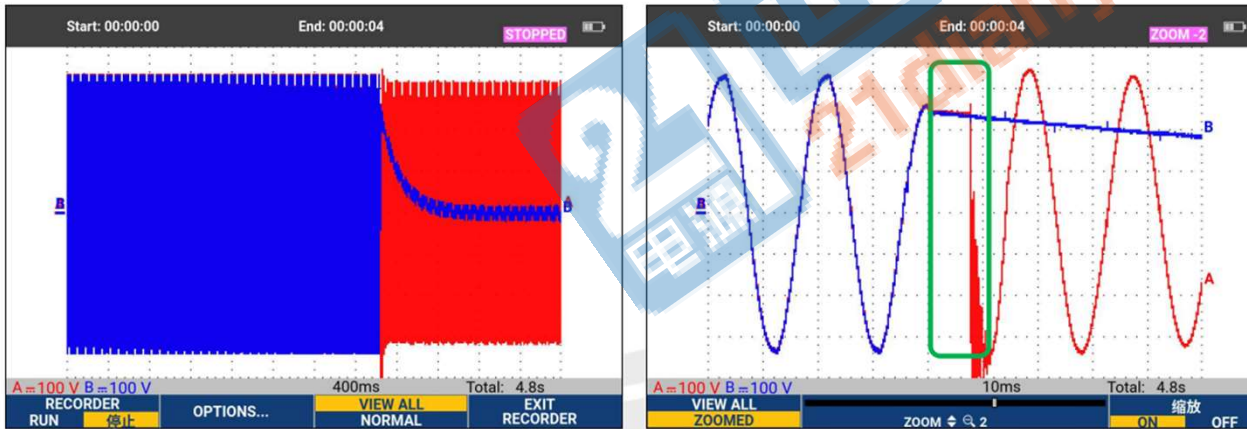 Start: 00:00:00 End: 00:00:04
STOPPED
B
B
A ⎓ 100 V B ⎓ 100 V 400ms Total: 4.8s
RECORDER
RUN 停止
OPTIONS...
VIEW ALL
NORMAL
EXIT
RECORDER
Start: 00:00:00 End: 00:00:04
ZOOM -2
B
B
A
A ⎓ 100 V B ⎓ 100 V 10ms Total: 4.8s
VIEW ALL
ZOOMED
ZOOM 2
缩放
ON OFF
21dian
电源